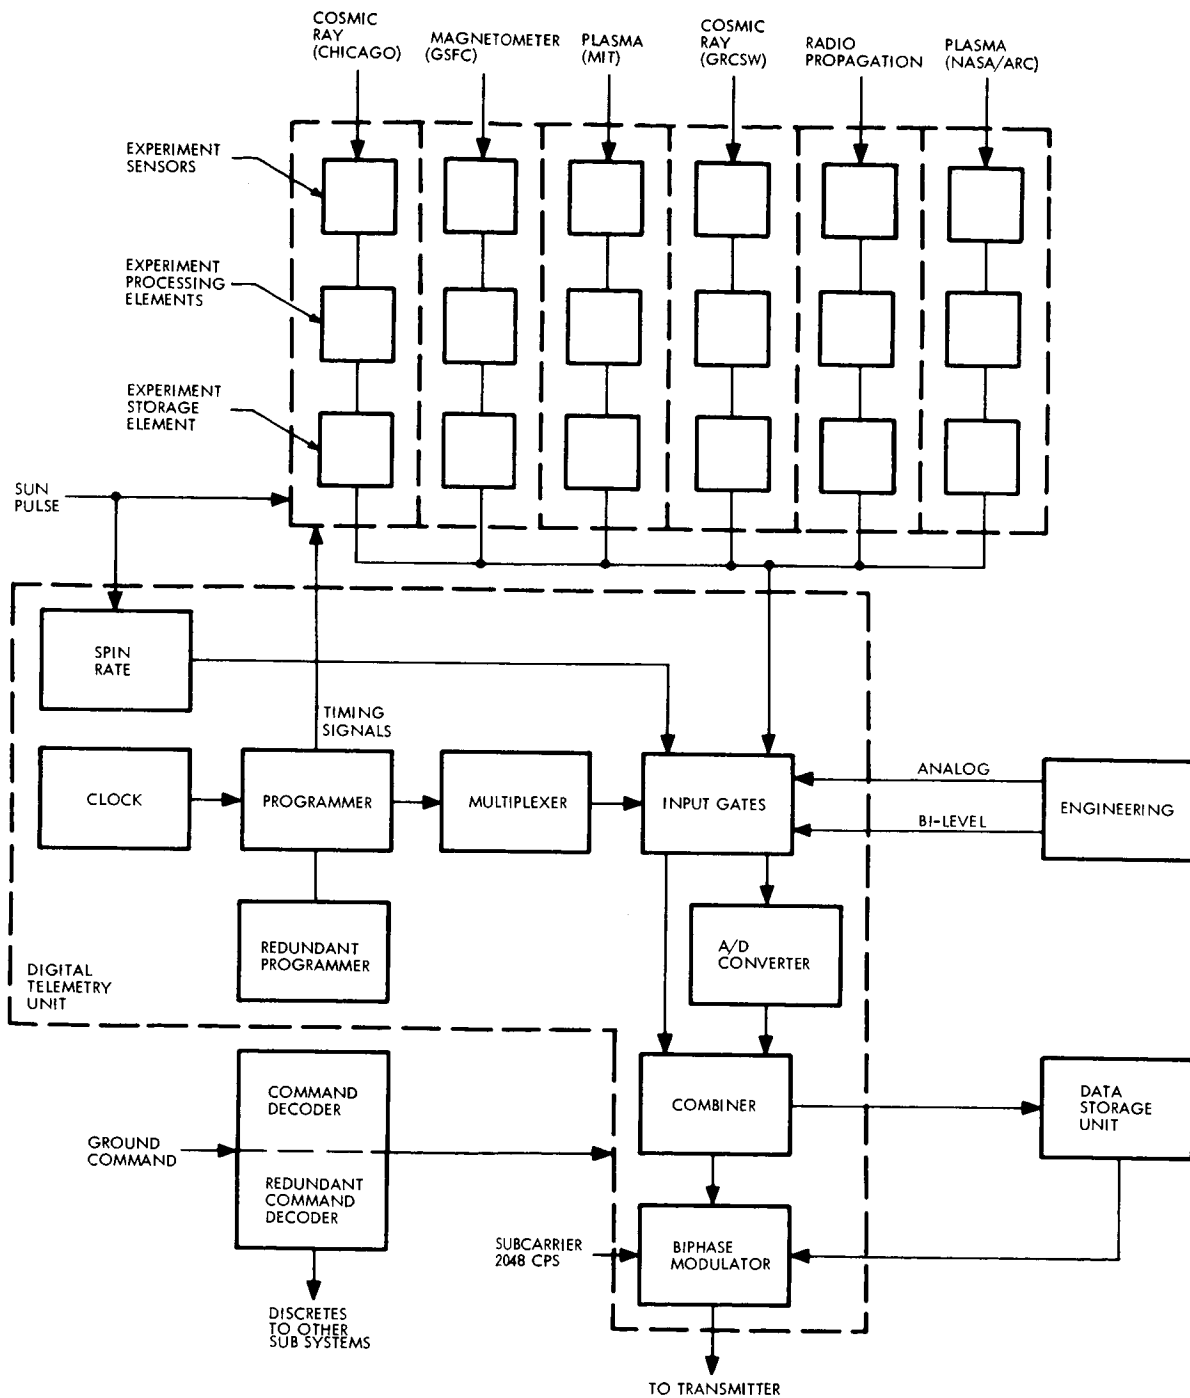 COSMIC
RAY
(CHICAGO)
MAGNETOMETER
(GSFC)
PLASMA
(MIT)
COSMIC
RAY
(GRCSW)
RADIO
PROPAGATION
PLASMA
(NASA/ARC)
EXPERIMENT
SENSORS
EXPERIMENT
PROCESSING
ELEMENTS
EXPERIMENT
STORAGE
ELEMENT
SUN
PULSE
SPIN
RATE
TIMING
SIGNALS
CLOCK
PROGRAMMER
MULTIPLEXER
INPUT GATES
ANALOG
BI-LEVEL
ENGINEERING
REDUNDANT
PROGRAMMER
A/D
CONVERTER
DIGITAL
TELEMETRY
UNIT
COMMAND
DECODER
GROUND
COMMAND
REDUNDANT
COMMAND
DECODER
COMBINER
DATA
STORAGE
UNIT
SUBCARRIER
2048 CPS
BIPHASE
MODULATOR
DISCRETES
TO OTHER
SUB SYSTEMS
TO TRANSMITTER